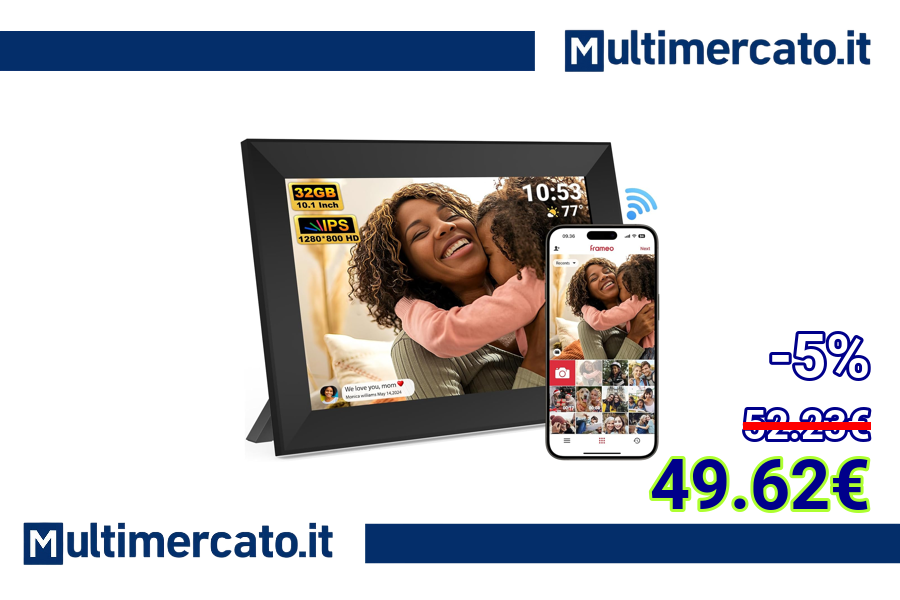 Multimercato.it
32GB
10.1 Inch
IPS
1280*800 HD
10:53
77°
We love you, mom
Monica williams May 14,2024
09:36
frameo
Next
Recents
-5%
52.23€
49.62€
Multimercato.it